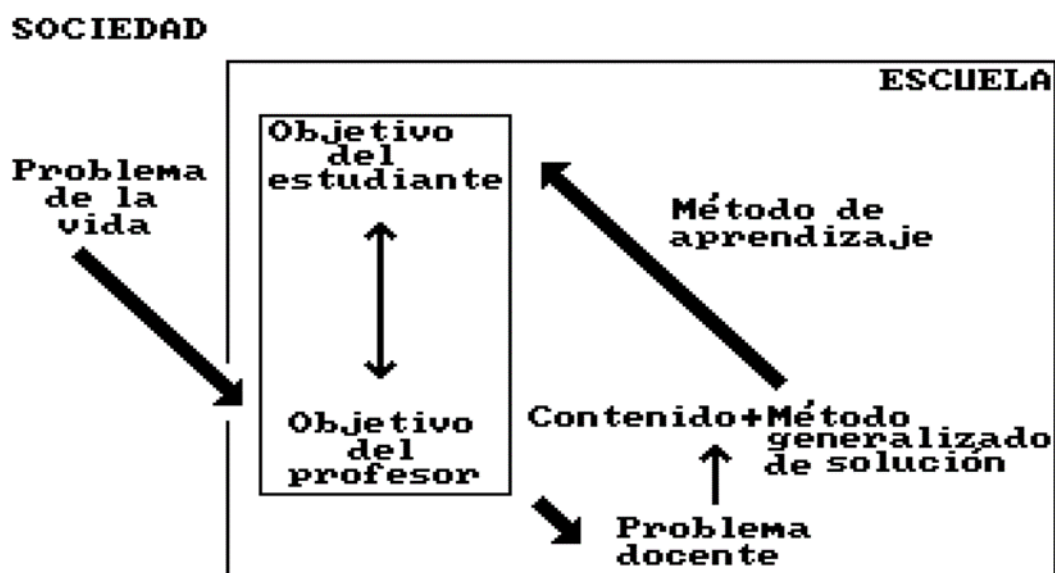 SOCIEDAD
ESCUELA
Problema
de la
vida
Objetivo
del
estudiante
Objetivo
del
profesor
Método de
aprendizaje
Contenido+Método
generalizado
de solución
Problema
docente